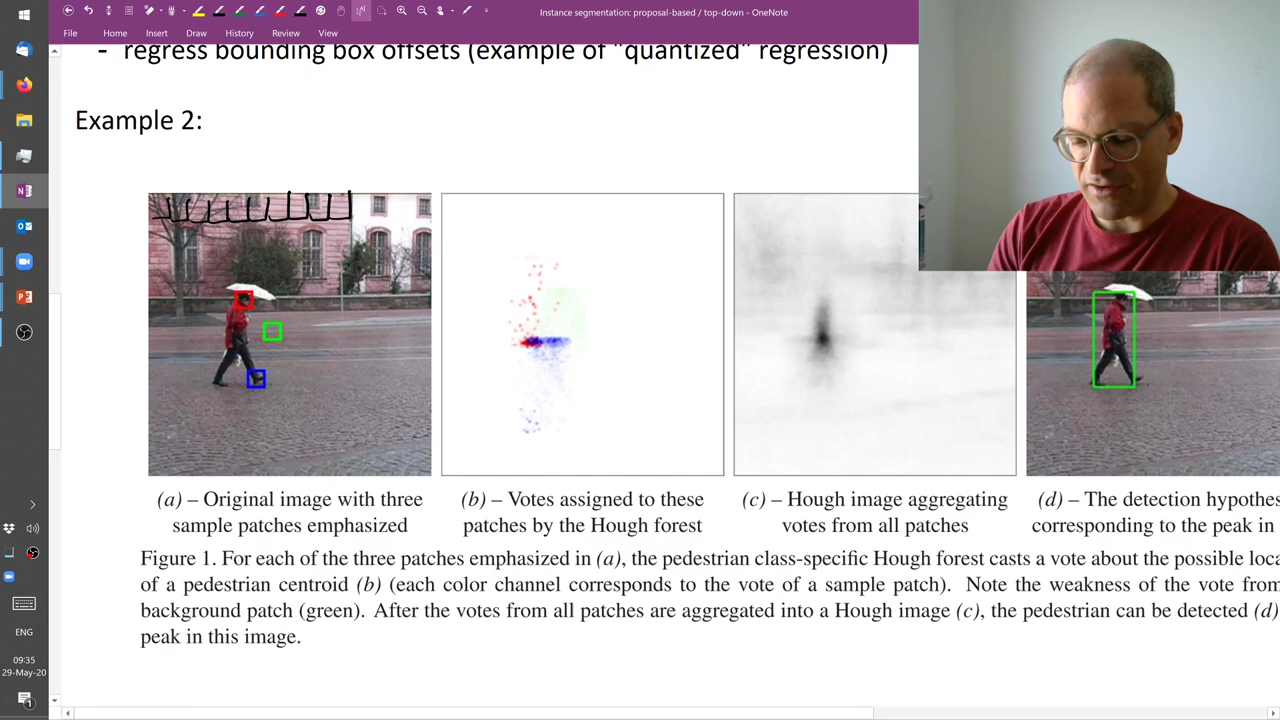 Instance segmentation: proposal-based / top-down - OneNote
File Home Insert Draw History Review View
- regress bounding box offsets (example of "quantized" regression)
Example 2:
(a) – Original image with three
sample patches emphasized
(b) – Votes assigned to these
patches by the Hough forest
(c) – Hough image aggregating
votes from all patches
(d) – The detection hypothes
corresponding to the peak in
Figure 1. For each of the three patches emphasized in (a), the pedestrian class-specific Hough forest casts a vote about the possible loca
of a pedestrian centroid (b) (each color channel corresponds to the vote of a sample patch). Note the weakness of the vote from
background patch (green). After the votes from all patches are aggregated into a Hough image (c), the pedestrian can be detected (d)
peak in this image.
ENG
09:35
29-May-20